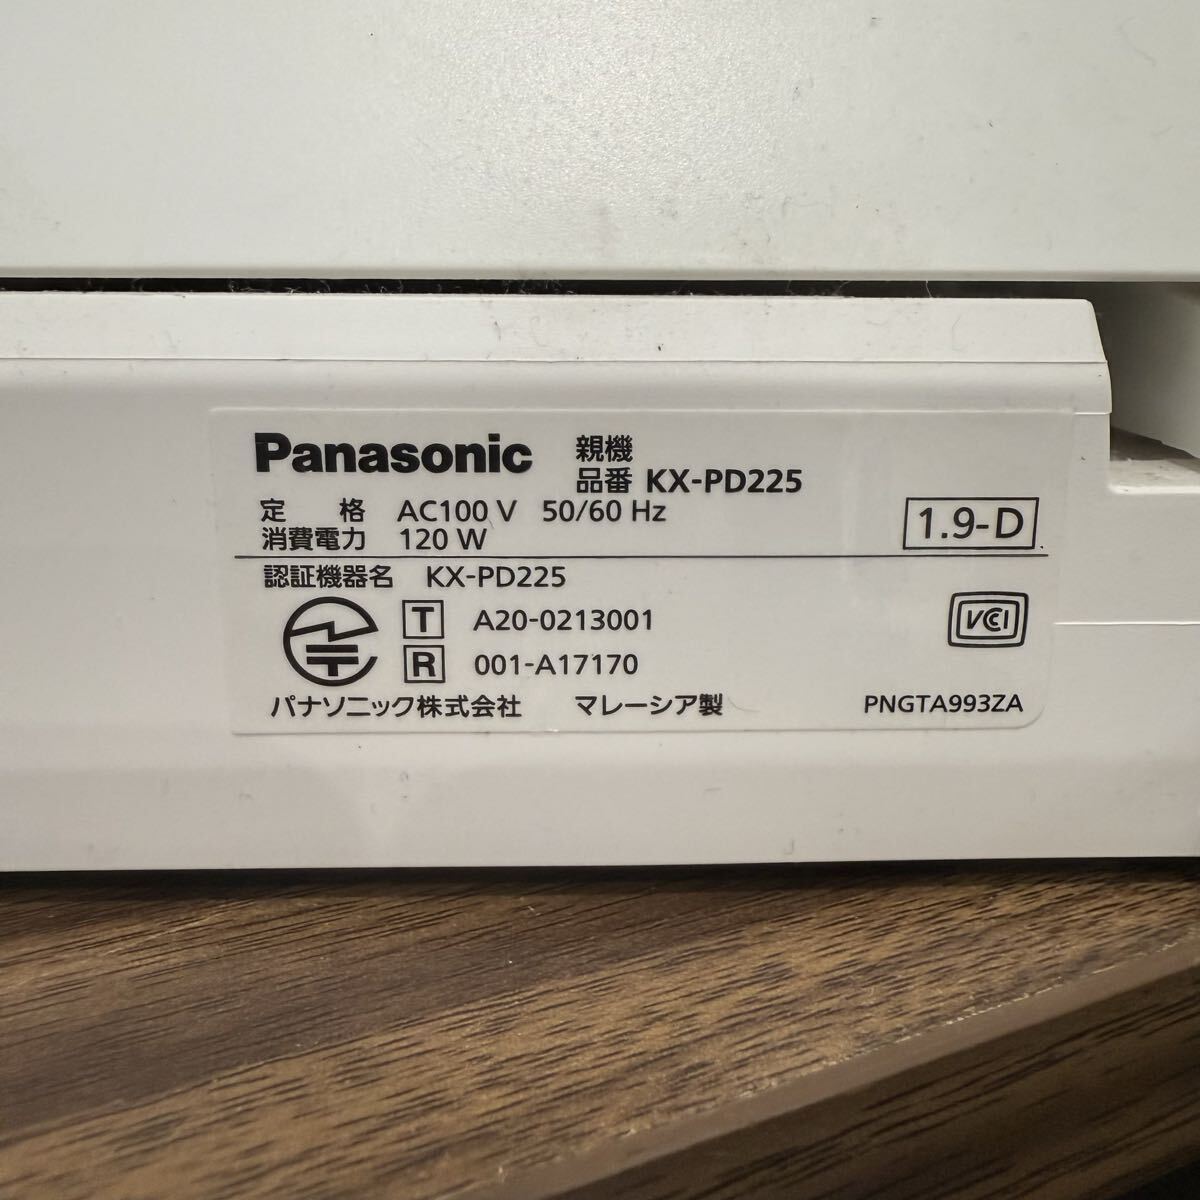 Panasonic 親機
品番 KX-PD225
定 格 AC100 V 50/60 Hz
消費電力 120 W
1.9-D
認証機器名 KX-PD225
T A20-0213001
R 001-A17170
VCCI
パナソニック株式会社 マレーシア製 PNGTA993ZA